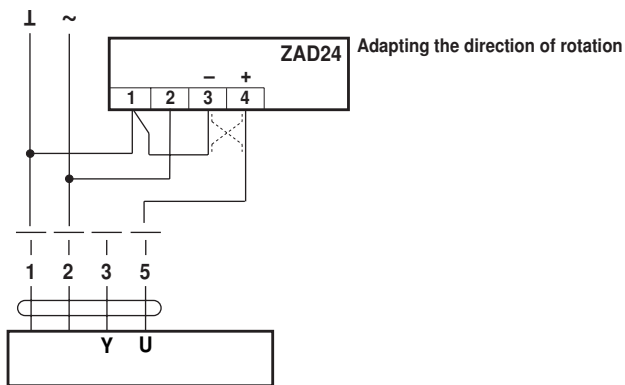 ⊥ ~
ZAD24
Adapting the direction of rotation
– +
1 2 3 4
1 2 3 5
Y U